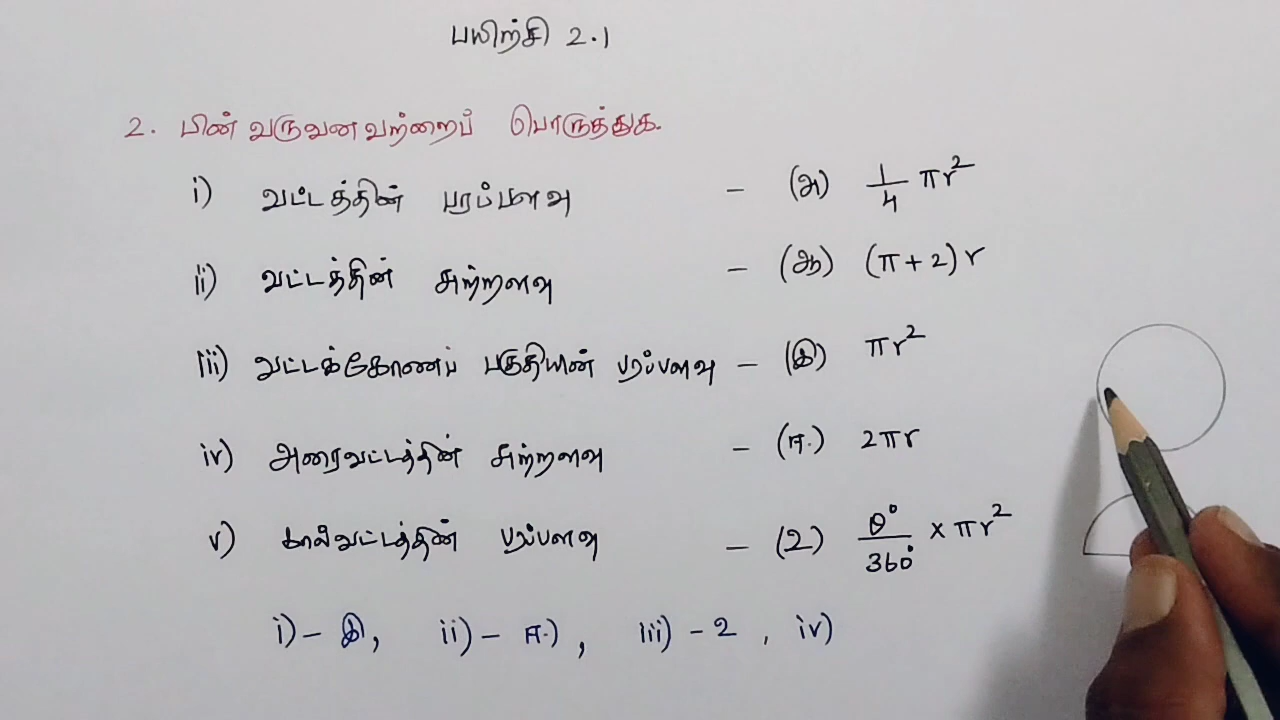 பயிற்சி 2.1
2. பின் வருவனவற்றைப் பொருத்துக.
i) வட்டத்தின் பரப்பளவு – (அ) 1/4 πr²
ii) வட்டத்தின் சுற்றளவு – (ஆ) (π + 2) r
iii) வட்டக்கோணப் பகுதியின் பரப்பளவு – (இ) πr²
iv) அரைவட்டத்தின் சுற்றளவு – (ஈ) 2πr
v) கால்வட்டத்தின் பரப்பளவு – (உ) θ°/360° × πr²
i) – இ, ii) – ஈ), iii) – உ, iv)